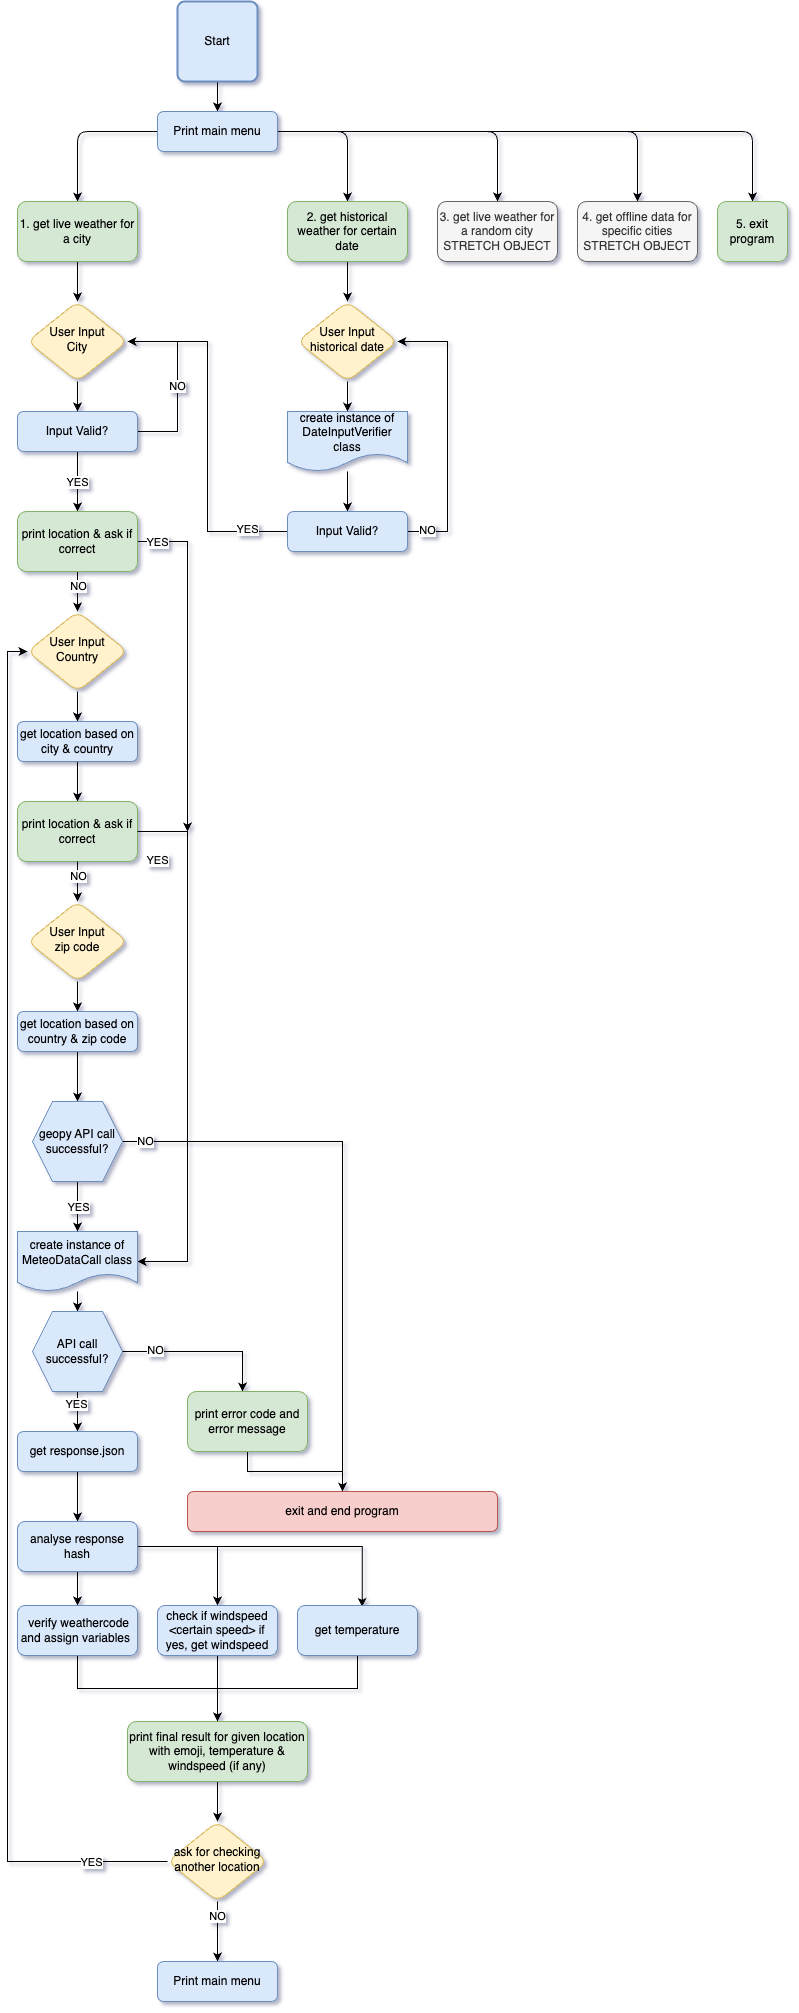 Start
Print main menu
1. get live weather for
a city
2. get historical
weather for certain
date
3. get live weather for
a random city
STRETCH OBJECT
4. get offline data for
specific cities
STRETCH OBJECT
5. exit
program
User Input
City
User Input
historical date
NO
create instance of
DateInputVerifier
class
Input Valid?
YES
YES
Input Valid?
NO
print location & ask if
correct
YES
NO
User Input
Country
get location based on
city & country
print location & ask if
correct
YES
NO
User Input
zip code
get location based on
country & zip code
geopy API call
successful?
NO
YES
create instance of
MeteoDataCall class
API call
successful?
NO
YES
print error code and
error message
get response.json
exit and end program
analyse response
hash
verify weathercode
and assign variables
check if windspeed
<certain speed> if
yes, get windspeed
get temperature
print final result for given location
with emoji, temperature &
windspeed (if any)
ask for checking
another location
YES
NO
Print main menu